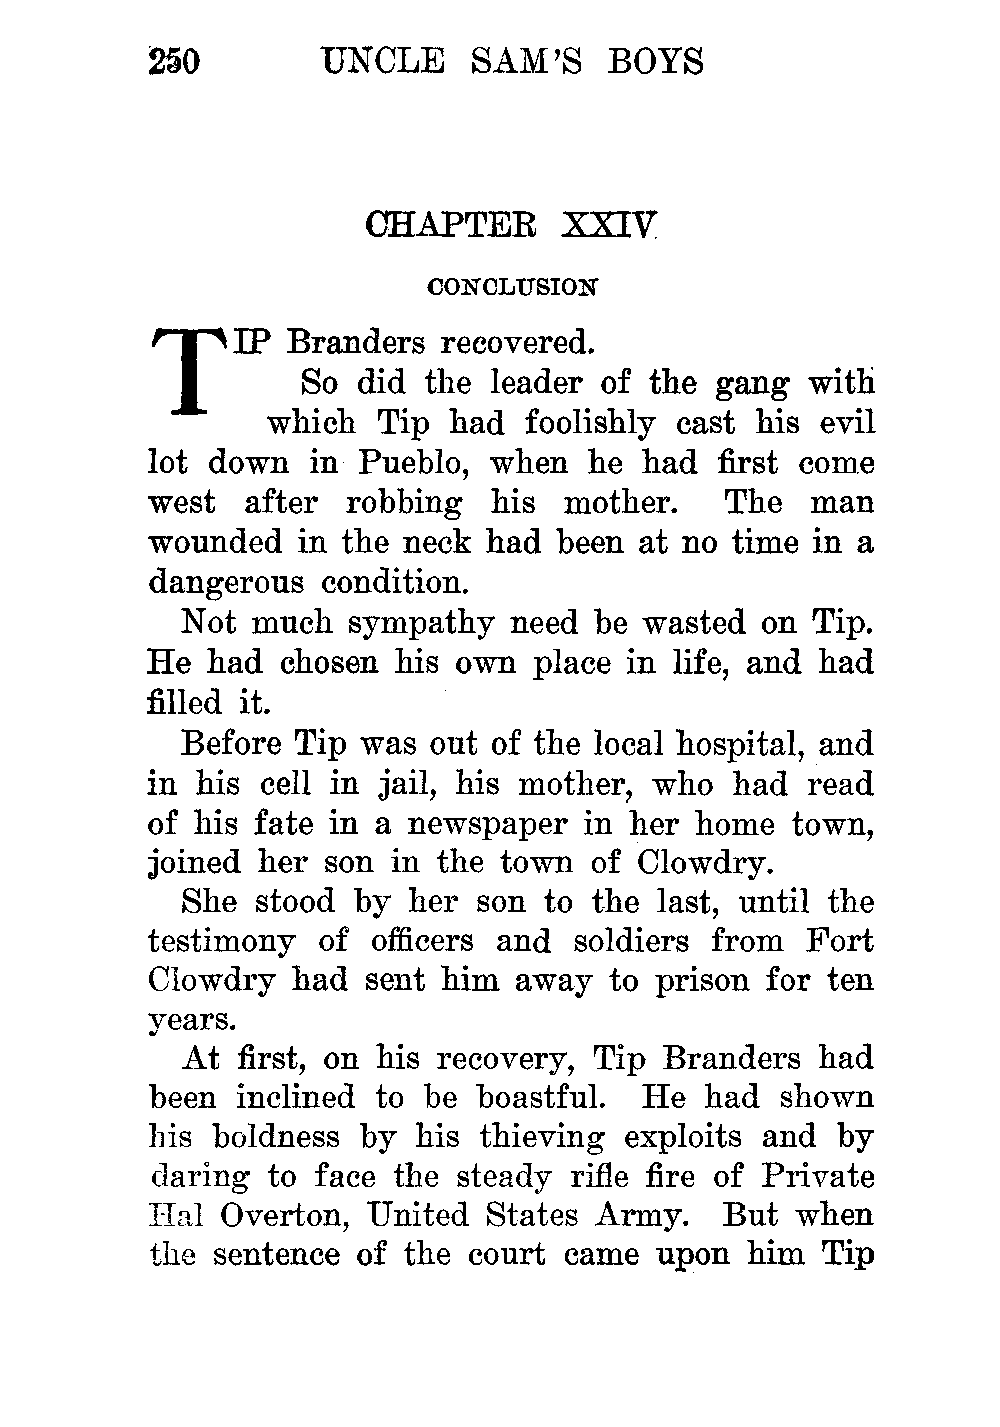 250 UNCLE SAM'S BOYS
CHAPTER XXIV
CONCLUSION
TIP Branders recovered.
So did the leader of the gang with
which Tip had foolishly cast his evil
lot down in Pueblo, when he had first come
west after robbing his mother. The man
wounded in the neck had been at no time in a
dangerous condition.
Not much sympathy need be wasted on Tip.
He had chosen his own place in life, and had
filled it.
Before Tip was out of the local hospital, and
in his cell in jail, his mother, who had read
of his fate in a newspaper in her home town,
joined her son in the town of Clowdry.
She stood by her son to the last, until the
testimony of officers and soldiers from Fort
Clowdry had sent him away to prison for ten
years.
At first, on his recovery, Tip Branders had
been inclined to be boastful. He had shown
his boldness by his thieving exploits and by
daring to face the steady rifle fire of Private
Hal Overton, United States Army. But when
the sentence of the court came upon him Tip